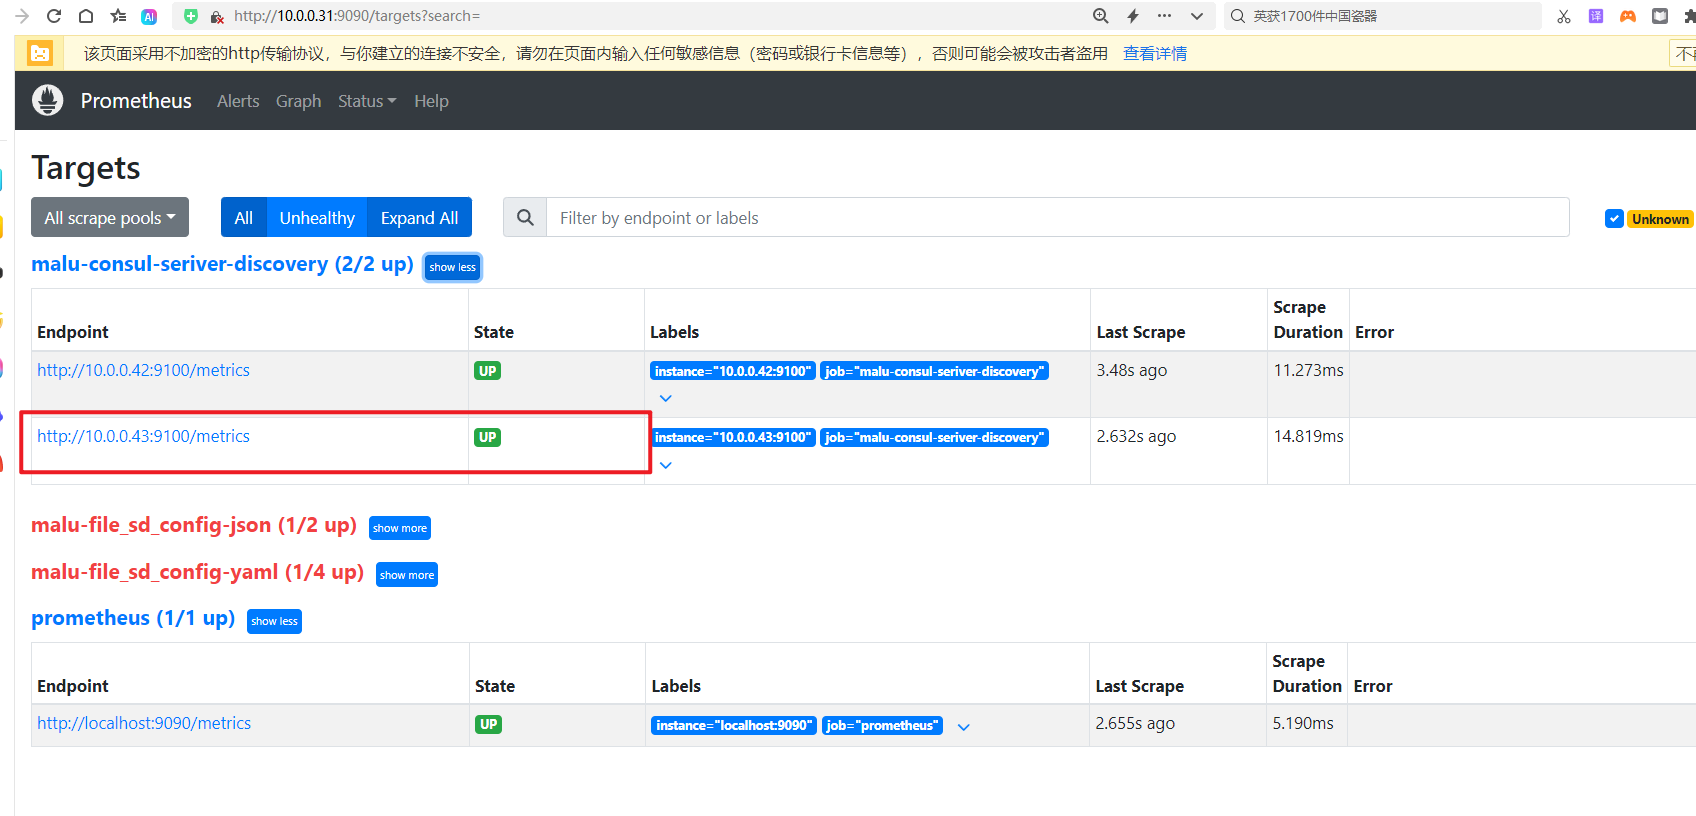 http://10.0.0.31:9090/targets?search=
英获1700件中国瓷器
译
AI
该页面采用不加密的http传输协议，与你建立的连接不安全，请勿在页面内输入任何敏感信息（密码或银行卡信息等），否则可能会被攻击者盗用 查看详情
Prometheus Alerts Graph Status Help
Targets
All scrape pools All Unhealthy Expand All Filter by endpoint or labels Unknown
malu-consul-seriver-discovery (2/2 up) show less
Endpoint State Labels Last Scrape Scrape Duration Error
http://10.0.0.42:9100/metrics UP instance="10.0.0.42:9100" job="malu-consul-seriver-discovery" 3.48s ago 11.273ms
http://10.0.0.43:9100/metrics UP instance="10.0.0.43:9100" job="malu-consul-seriver-discovery" 2.632s ago 14.819ms
malu-file_sd_config-json (1/2 up) show more
malu-file_sd_config-yaml (1/4 up) show more
prometheus (1/1 up) show less
Endpoint State Labels Last Scrape Scrape Duration Error
http://localhost:9090/metrics UP instance="localhost:9090" job="prometheus" 2.655s ago 5.190ms